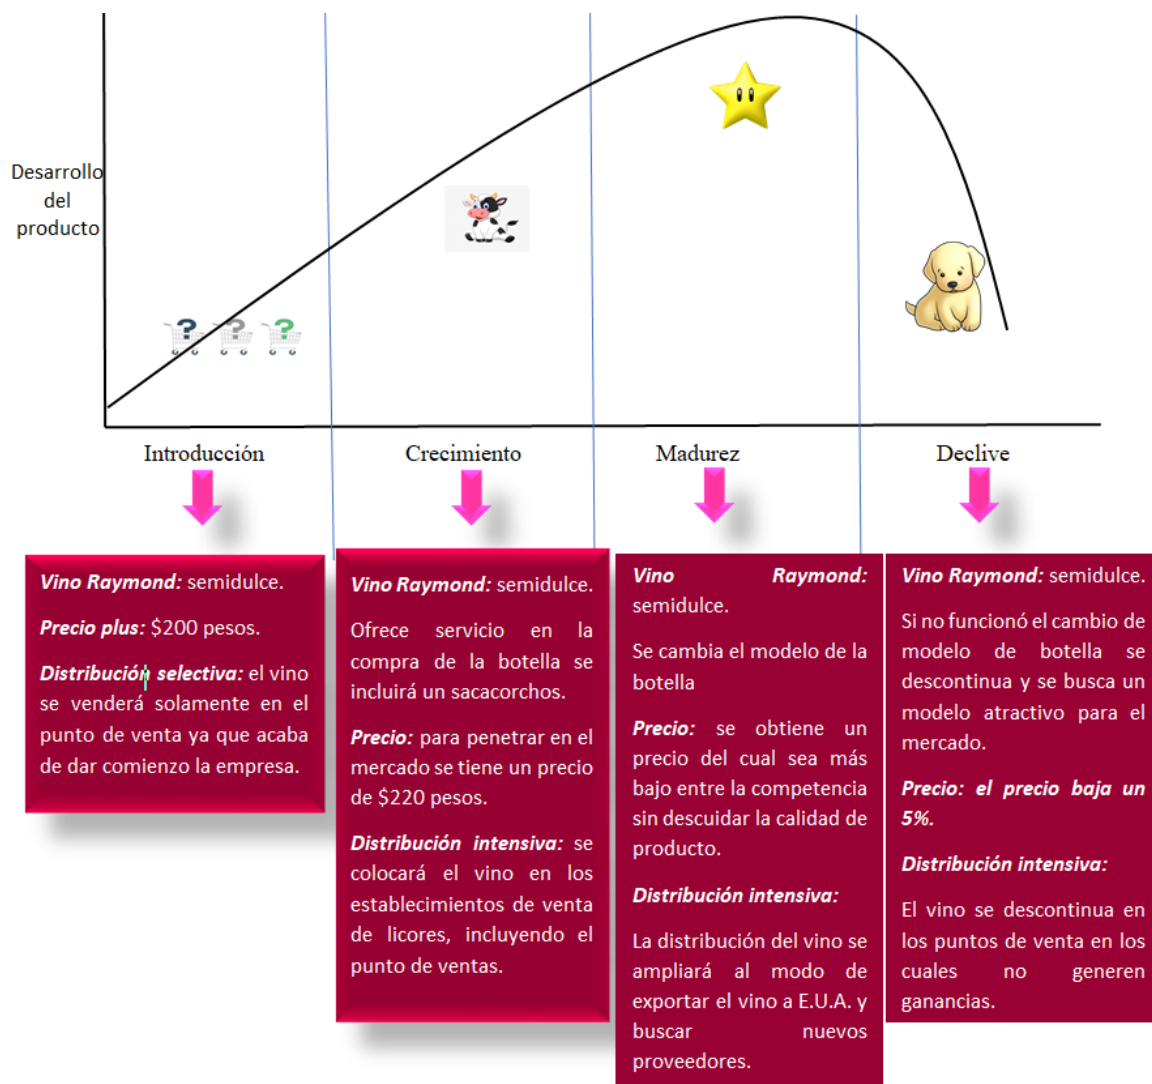 Desarrollo
del
producto
? ? ?
Introducción
Crecimiento
Madurez
Declive
Vino Raymond: semidulce.
Precio plus: $200 pesos.
Distribución selectiva: el vino
se venderá solamente en el
punto de venta ya que acaba
de dar comienzo la empresa.
Vino Raymond: semidulce.
Ofrece servicio en la
compra de la botella se
incluirá un sacacorchos.
Precio: para penetrar en el
mercado se tiene un precio
de $220 pesos.
Distribución intensiva: se
colocará el vino en los
establecimientos de venta
de licores, incluyendo el
punto de ventas.
Vino Raymond:
semidulce.
Se cambia el modelo de la
botella
Precio: se obtiene un
precio del cual sea más
bajo entre la competencia
sin descuidar la calidad de
producto.
Distribución intensiva:
La distribución del vino se
ampliará al modo de
exportar el vino a E.U.A. y
buscar nuevos
proveedores.
Vino Raymond: semidulce.
Si no funcionó el cambio de
modelo de botella se
descontinua y se busca un
modelo atractivo para el
mercado.
Precio: el precio baja un
5%.
Distribución intensiva:
El vino se descontinua en
los puntos de venta en los
cuales no generen
ganancias.